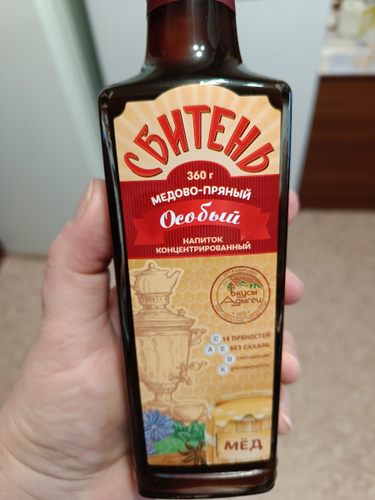 СБИТЕНЬ
360 г
МЕДОВО-ПРЯНЫЙ
Особый
НАПИТОК
КОНЦЕНТРИРОВАННЫЙ
Вкусы
Адыгеи
14 ПРЯНОСТЕЙ
БЕЗ САХАРА
С
А Е
В
К
МЁД